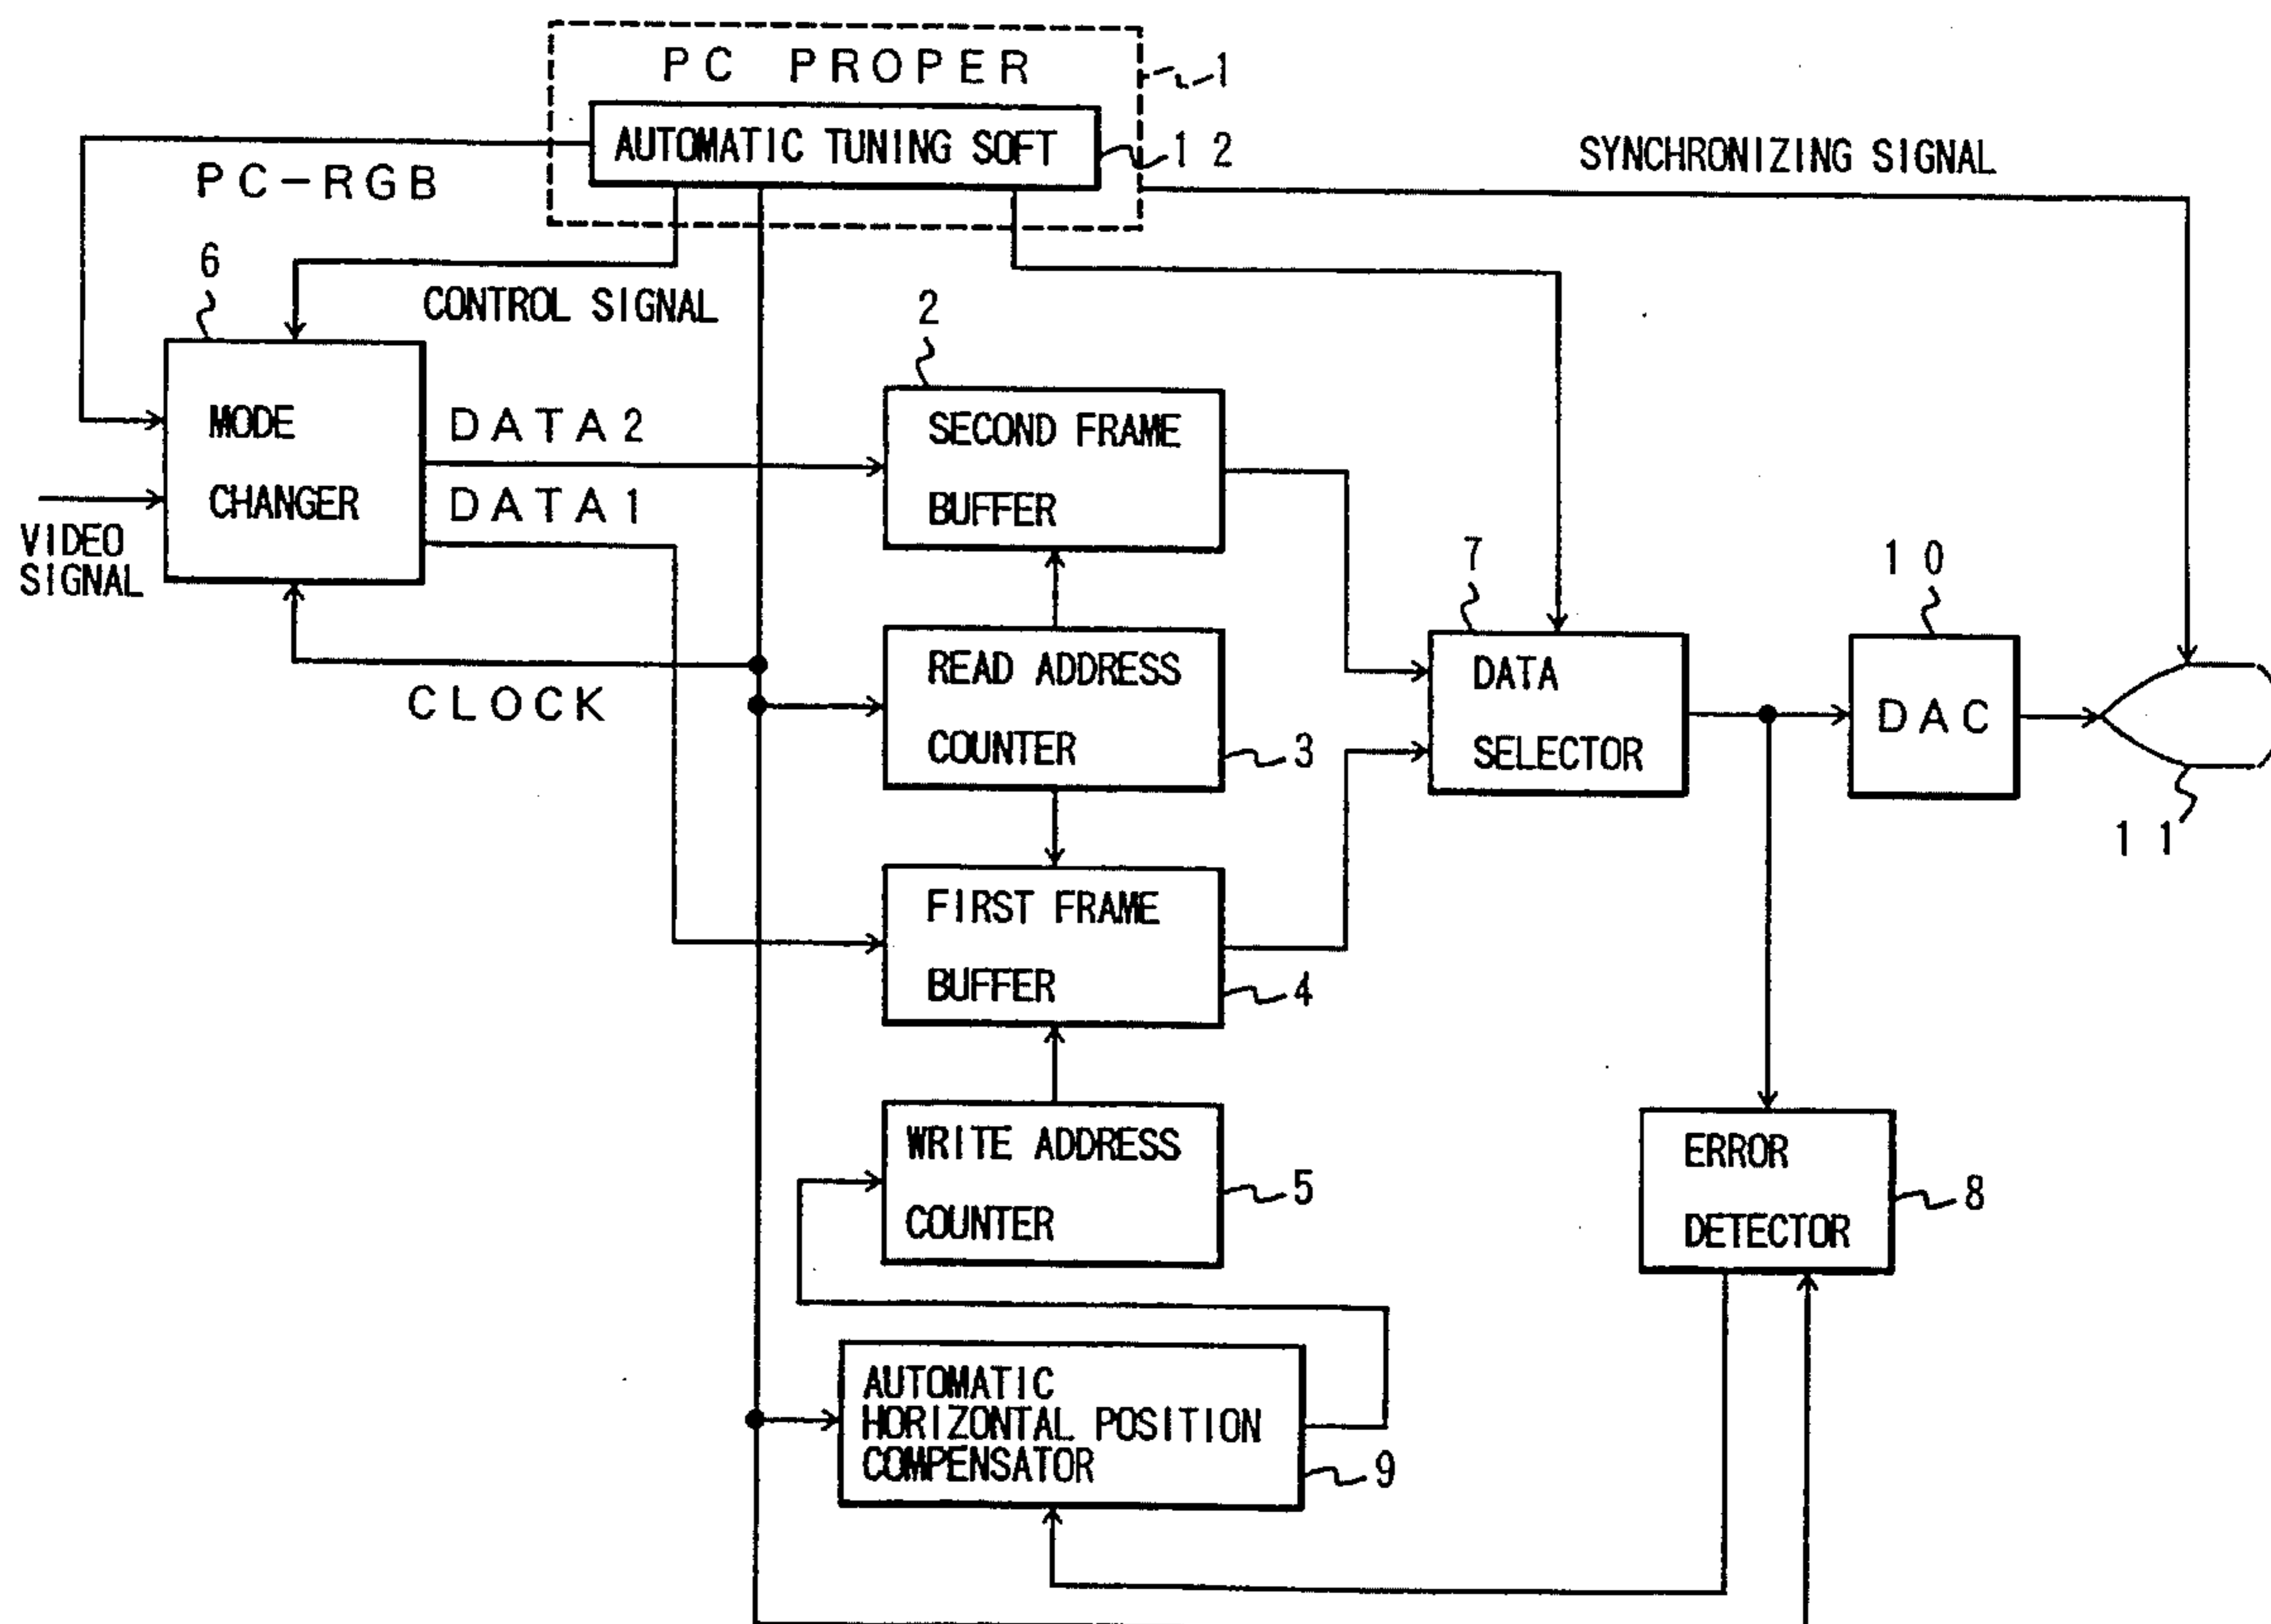 PC PROPER
1
AUTOMATIC TUNING SOFT
12
SYNCHRONIZING SIGNAL
PC-RGB
6
CONTROL SIGNAL
2
MODE
CHANGER
DATA2
DATA1
VIDEO
SIGNAL
SECOND FRAME
BUFFER
7
10
CLOCK
READ ADDRESS
COUNTER
3
DATA
SELECTOR
DAC
11
FIRST FRAME
BUFFER
4
WRITE ADDRESS
COUNTER
5
ERROR
DETECTOR
8
AUTOMATIC
HORIZONTAL POSITION
COMPENSATOR
9